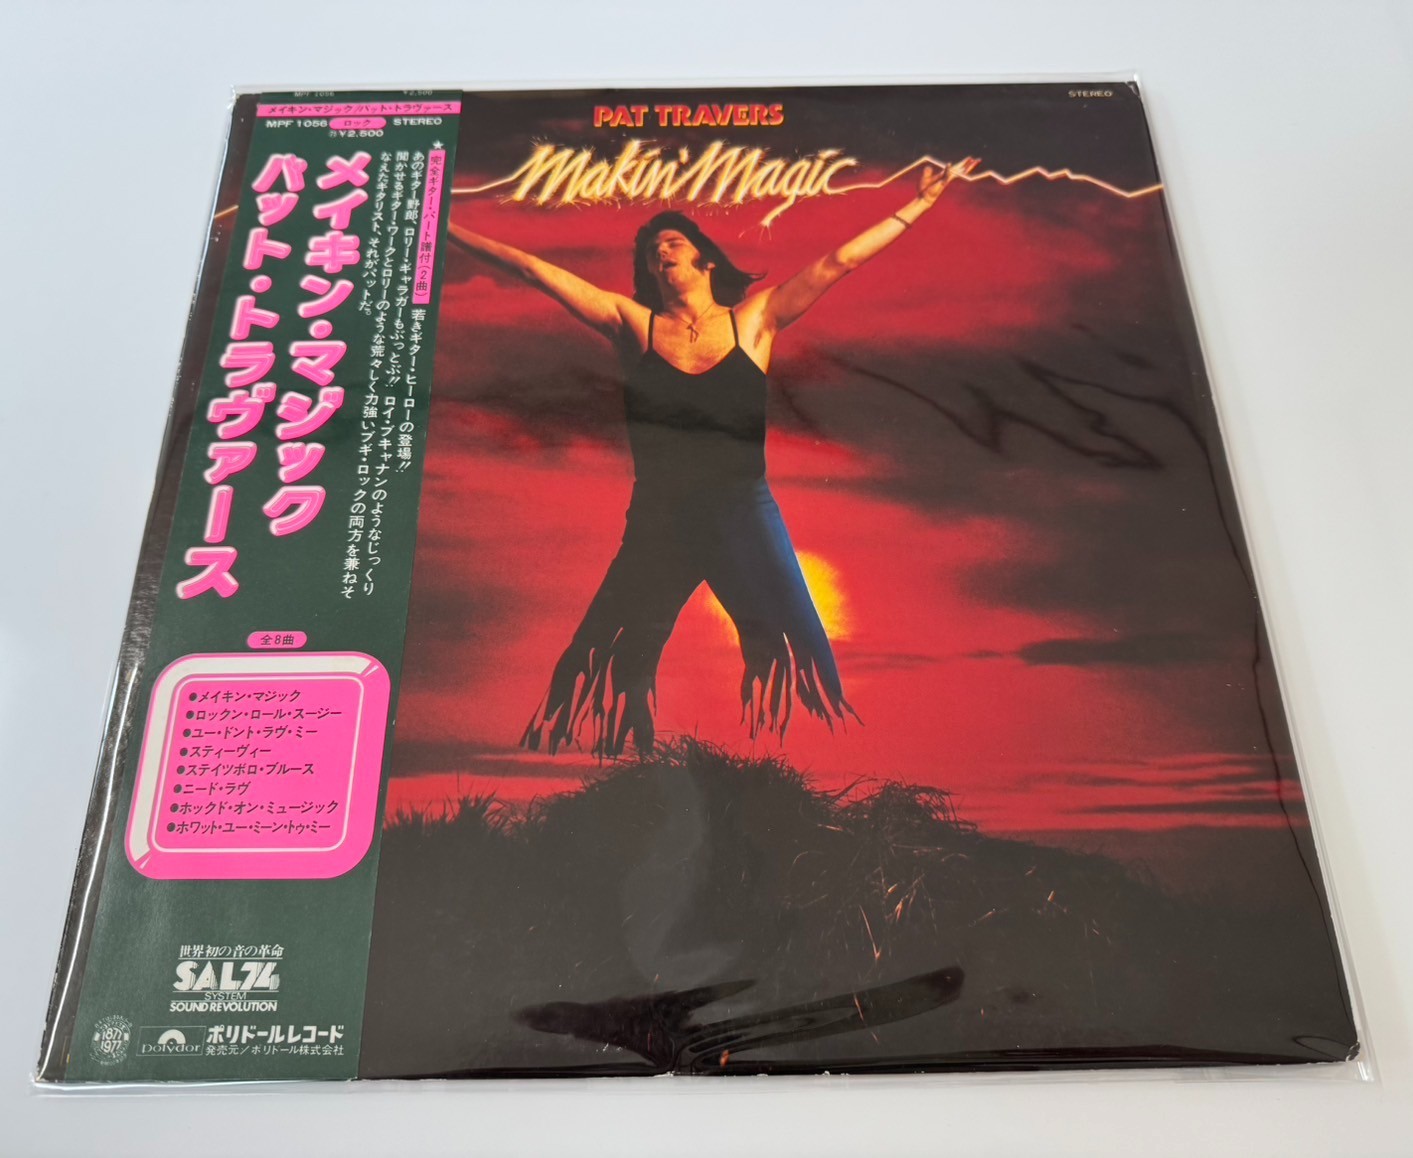 MPF 1056 ¥2,500
メイキン・マジック/パット・トラヴァース
MPF 1056 ロック STEREO
¥2,500
メイキン・マジック
パット・トラヴァース
★完全ギター・パート譜付(2曲) 若きギター・ヒーローの登場!!
あのギター野郎、ロリー・ギャラガーもぶっとぶ!! ロイ・ブキャナンのようなじっくり
聞かせるギター・ワークとロリーのような荒々しく力強いブギ・ロックの両方を兼ねそ
なえたギタリスト、それがパットだ。
全8曲
●メイキン・マジック
●ロックン・ロール・スージー
●ユー・ドント・ラヴ・ミー
●スティーヴィー
●ステイツボロ・ブルース
●ニード・ラヴ
●ホックド・オン・ミュージック
●ホワット・ユー・ミーン・トゥ・ミー
世界初の音の革命
SAL74
SYSTEM
SOUND REVOLUTION
1877
1977
Polydor
ポリドールレコード
発売元/ポリドール株式会社
STEREO
PAT TRAVERS
Makin' Magic